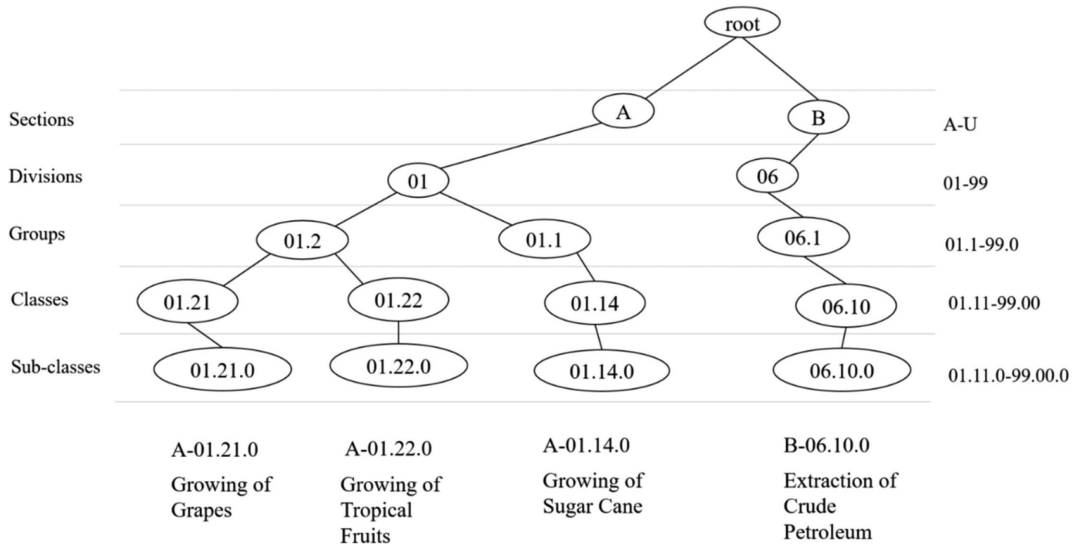 root
Sections
A
B
A-U
Divisions
01
06
01-99
Groups
01.2
01.1
06.1
01.1-99.0
Classes
01.21
01.22
01.14
06.10
01.11-99.00
Sub-classes
01.21.0
01.22.0
01.14.0
06.10.0
01.11.0-99.00.0
A-01.21.0
Growing of
Grapes
A-01.22.0
Growing of
Tropical
Fruits
A-01.14.0
Growing of
Sugar Cane
B-06.10.0
Extraction of
Crude
Petroleum